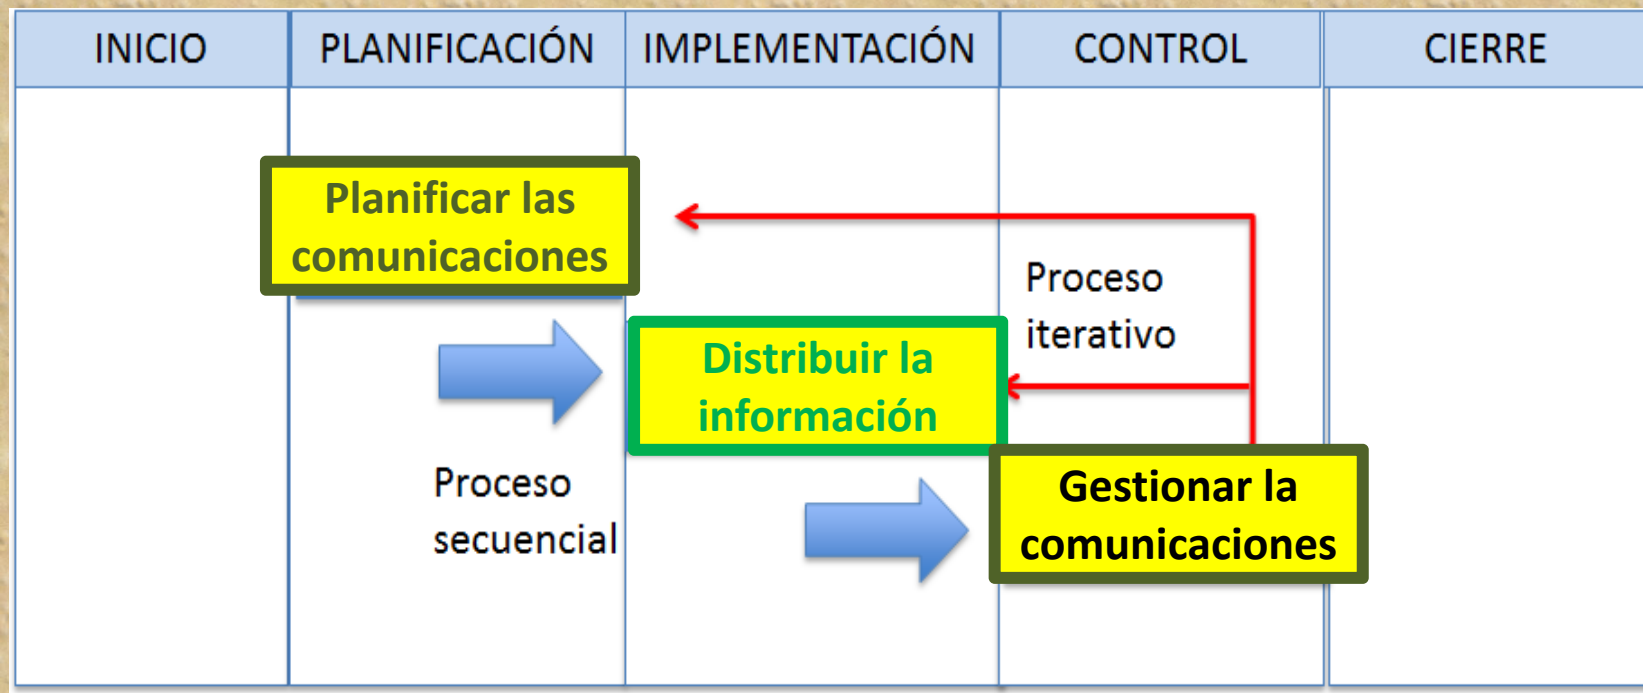 INICIO
PLANIFICACIÓN
IMPLEMENTACIÓN
CONTROL
CIERRE
Planificar las
comunicaciones
Proceso
iterativo
Distribuir la
información
Proceso
secuencial
Gestionar la
comunicaciones